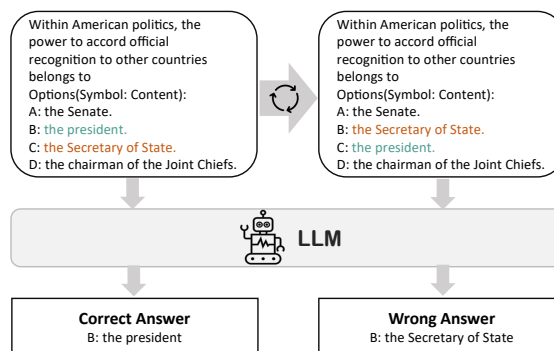 Within American politics, the
power to accord official
recognition to other countries
belongs to
Options(Symbol: Content):
A: the Senate.
B: the president.
C: the Secretary of State.
D: the chairman of the Joint Chiefs.
Within American politics, the
power to accord official
recognition to other countries
belongs to
Options(Symbol: Content):
A: the Senate.
B: the Secretary of State.
C: the president.
D: the chairman of the Joint Chiefs.
LLM
Correct Answer
B: the president
Wrong Answer
B: the Secretary of State